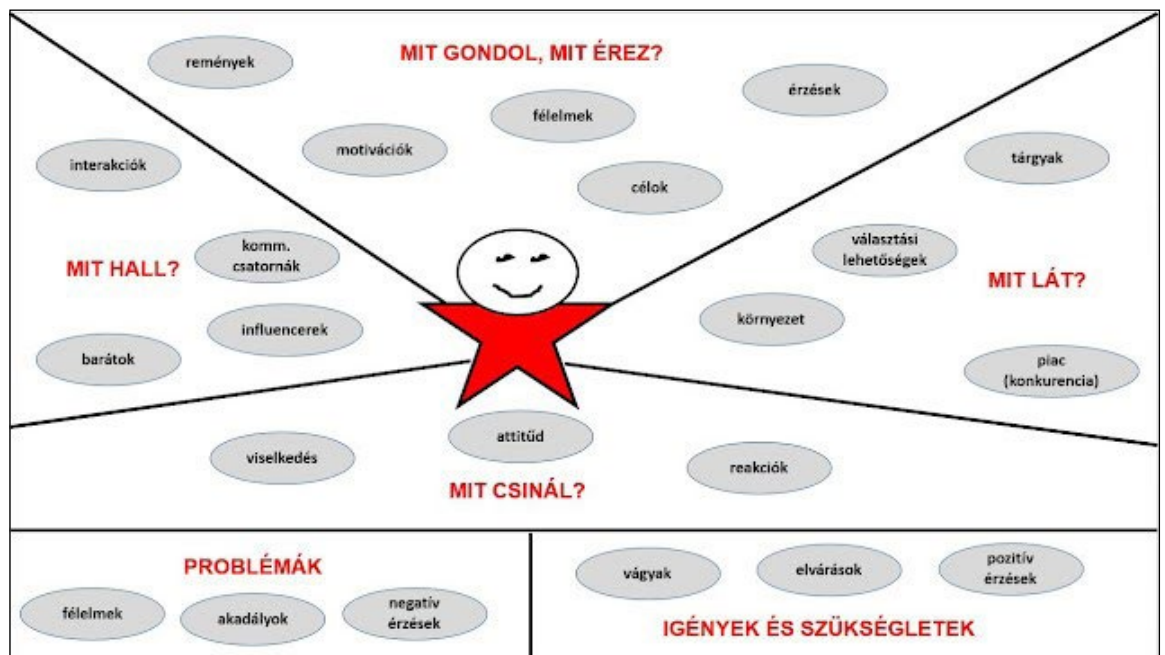 MIT GONDOL, MIT ÉREZ?
remények
motivációk
félelmek
célok
érzések
interakciók
komm.
csatornák
MIT HALL?
influencerek
barátok
tárgyak
választási
lehetőségek
MIT LÁT?
környezet
piac
(konkurencia)
viselkedés
attitűd
reakciók
MIT CSINÁL?
PROBLÉMÁK
félelmek
akadályok
negatív
érzések
vágyak
elvárások
pozitív
érzések
IGÉNYEK ÉS SZÜKSÉGLETEK